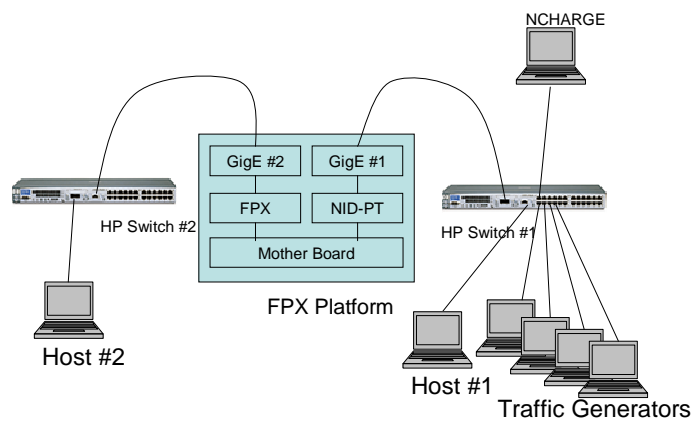 NCHARGE
GigE #2
GigE #1
FPX
NID-PT
HP Switch #2
HP Switch #1
Mother Board
FPX Platform
Host #2
Host #1
Traffic Generators